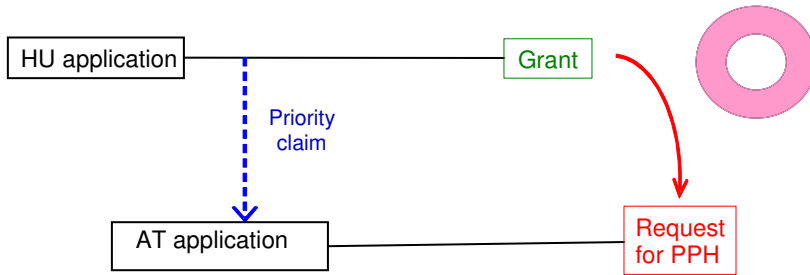 HU application
Grant
Priority
claim
AT application
Request
for PPH